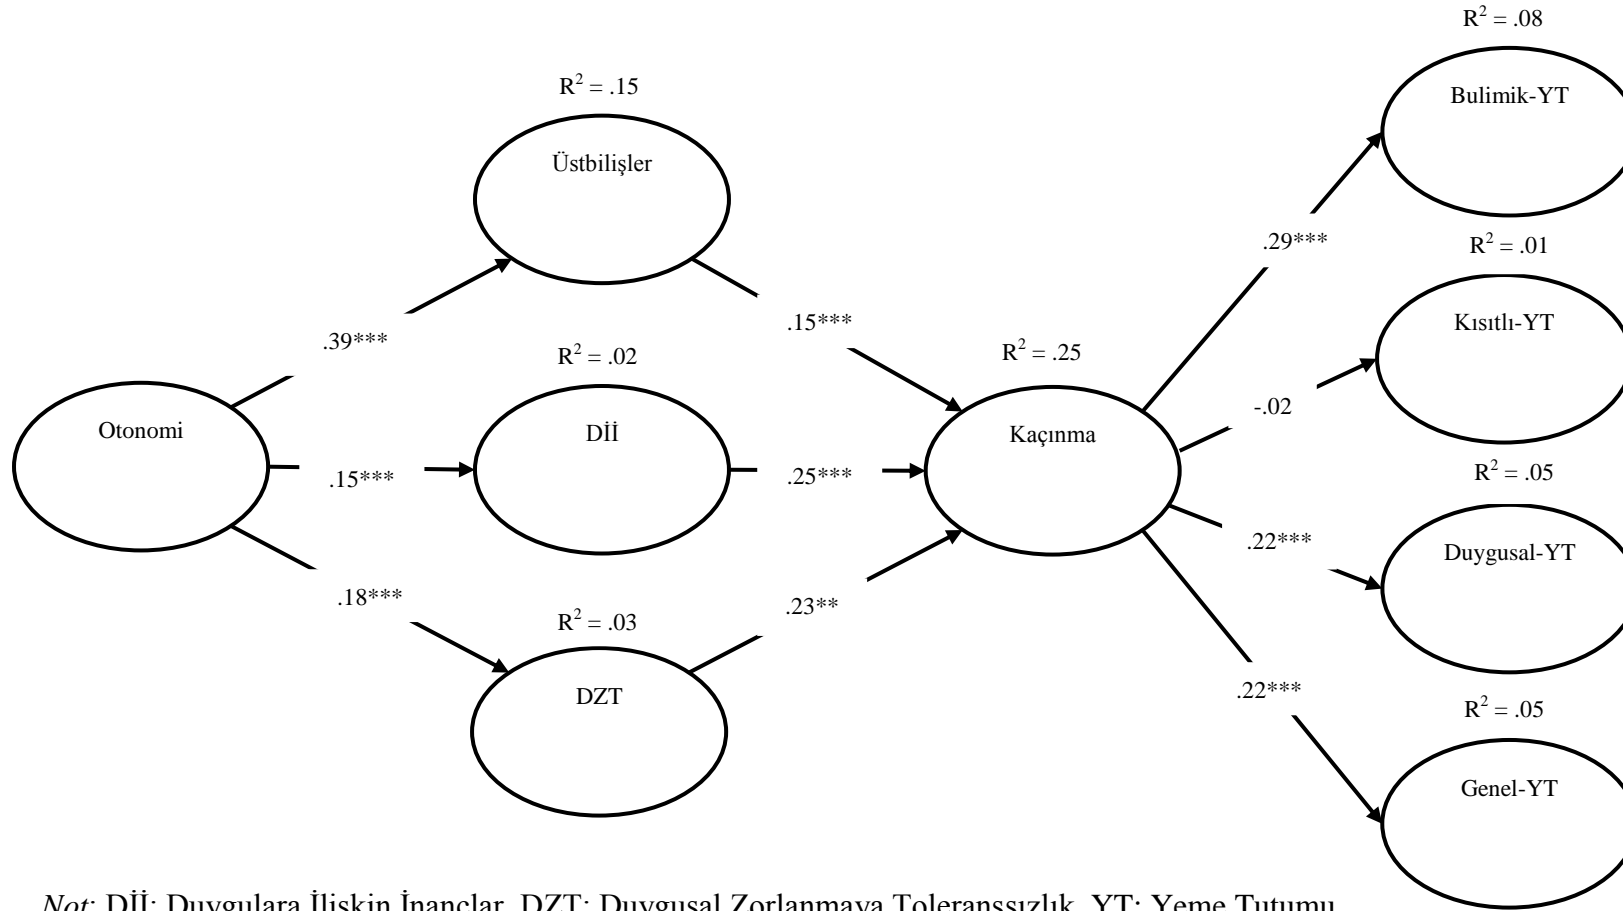 R² = .08
Bulimik-YT
R² = .15
Üstbilişler
.29***
R² = .01
Kısıtlı-YT
.39***
.15***
R² = .02
R² = .25
-.02
Otonomi
Dİİ
Kaçınma
R² = .05
.15***
.25***
.22***
Duygusal-YT
.18***
.23**
R² = .03
DZT
.22***
R² = .05
Genel-YT
Not: Dİİ: Duygulara İlişkin İnançlar, DZT: Duygusal Zorlanmaya Toleranssızlık, YT: Yeme Tutumu